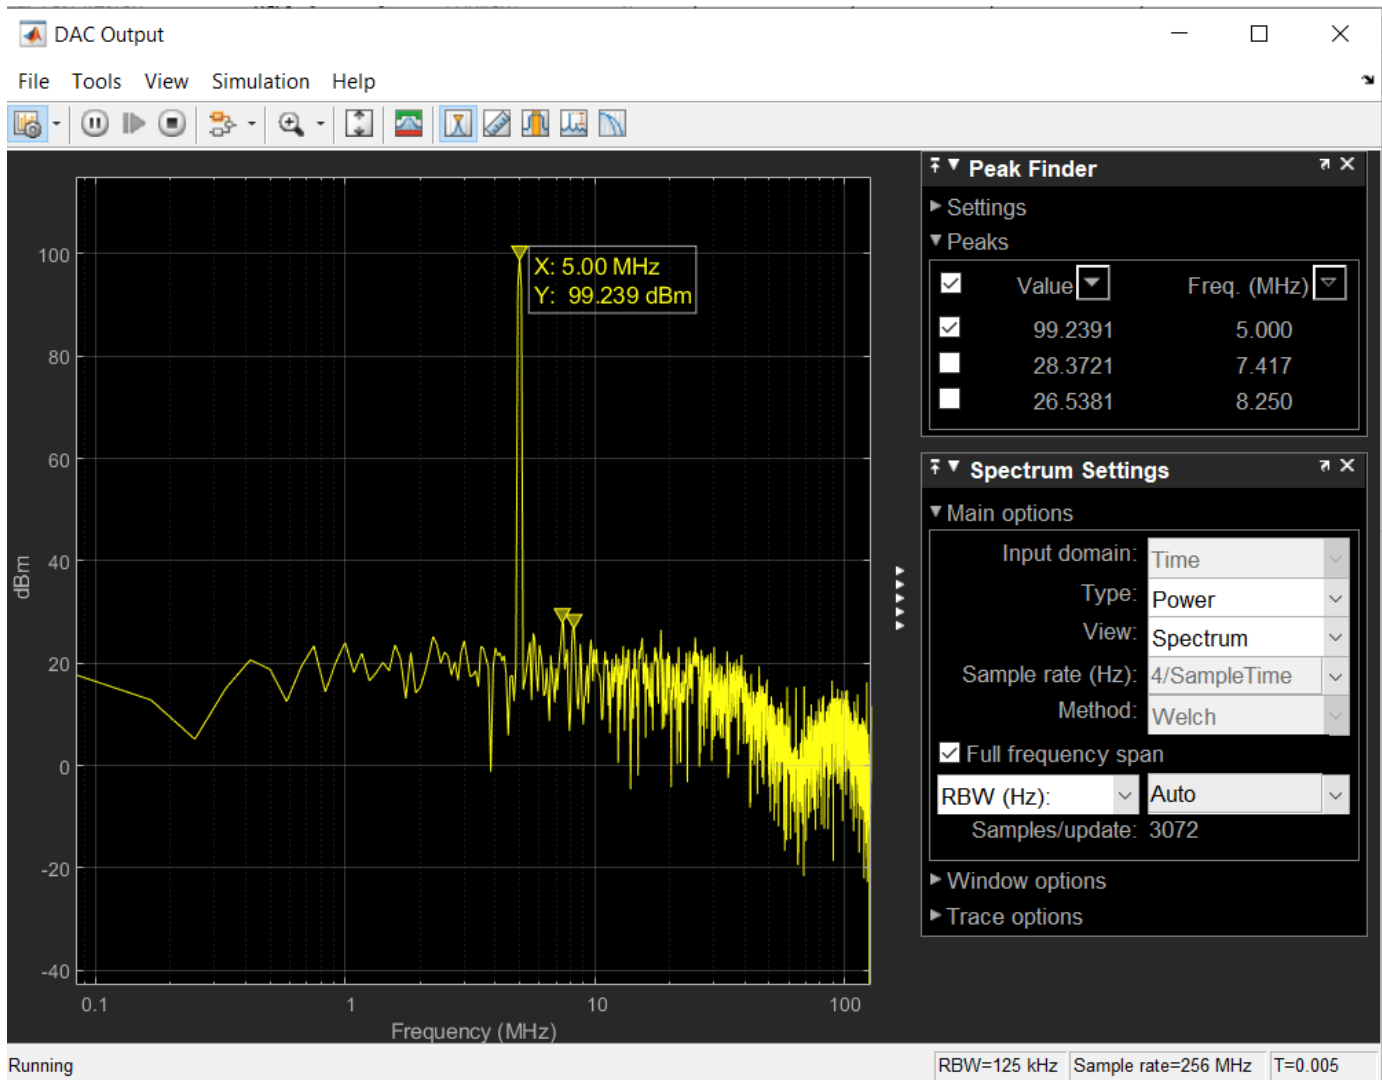 DAC Output
File Tools View Simulation Help
100
80
60
40
20
0
-20
-40
dBm
X: 5.00 MHz
Y: 99.239 dBm
0.1 1 10 100
Frequency (MHz)
Peak Finder
Settings
Peaks
Value Freq. (MHz)
99.2391 5.000
28.3721 7.417
26.5381 8.250
Spectrum Settings
Main options
Input domain: Time
Type: Power
View: Spectrum
Sample rate (Hz): 4/SampleTime
Method: Welch
Full frequency span
RBW (Hz): Auto
Samples/update: 3072
Window options
Trace options
Running RBW=125 kHz Sample rate=256 MHz T=0.005